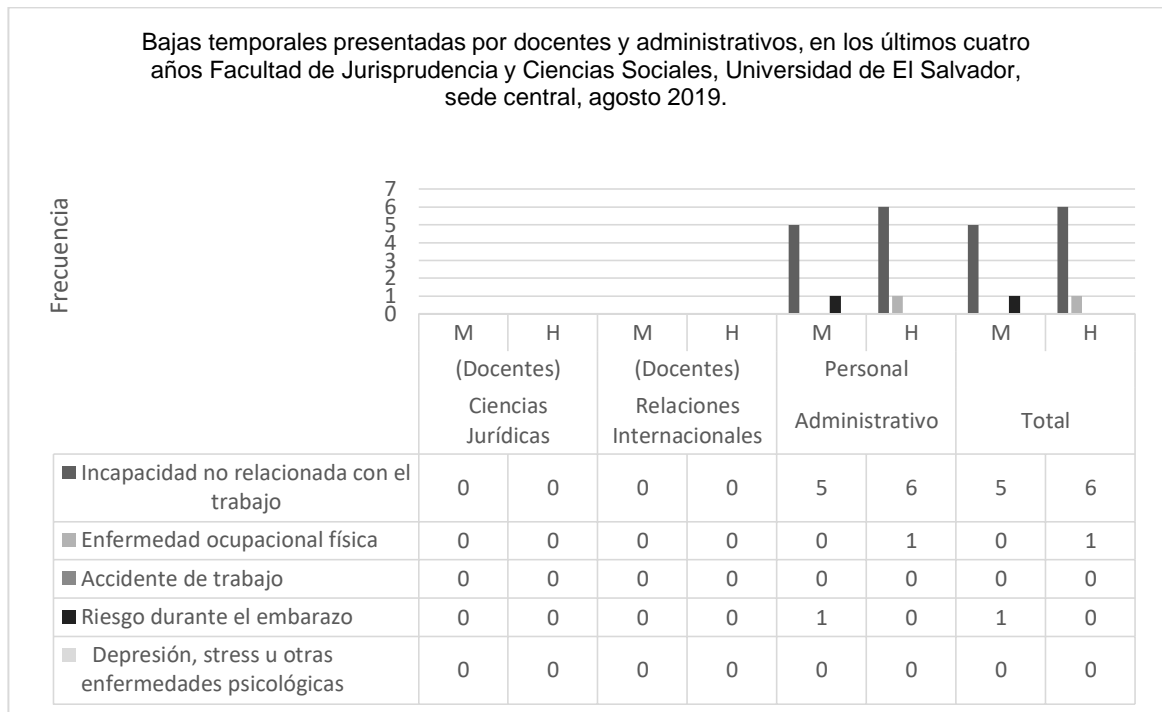 Bajas temporales presentadas por docentes y administrativos, en los últimos cuatro
años Facultad de Jurisprudencia y Ciencias Sociales, Universidad de El Salvador,
sede central, agosto 2019.
Frecuencia
7
6
5
4
3
2
1
0
M H M H M H M H
(Docentes) (Docentes) Personal
Ciencias Relaciones Administrativo Total
Jurídicas Internacionales
Incapacidad no relacionada con el
trabajo 0 0 0 0 5 6 5 6
Enfermedad ocupacional física 0 0 0 0 0 1 0 1
Accidente de trabajo 0 0 0 0 0 0 0 0
Riesgo durante el embarazo 0 0 0 0 1 0 1 0
Depresión, stress u otras
enfermedades psicológicas 0 0 0 0 0 0 0 0